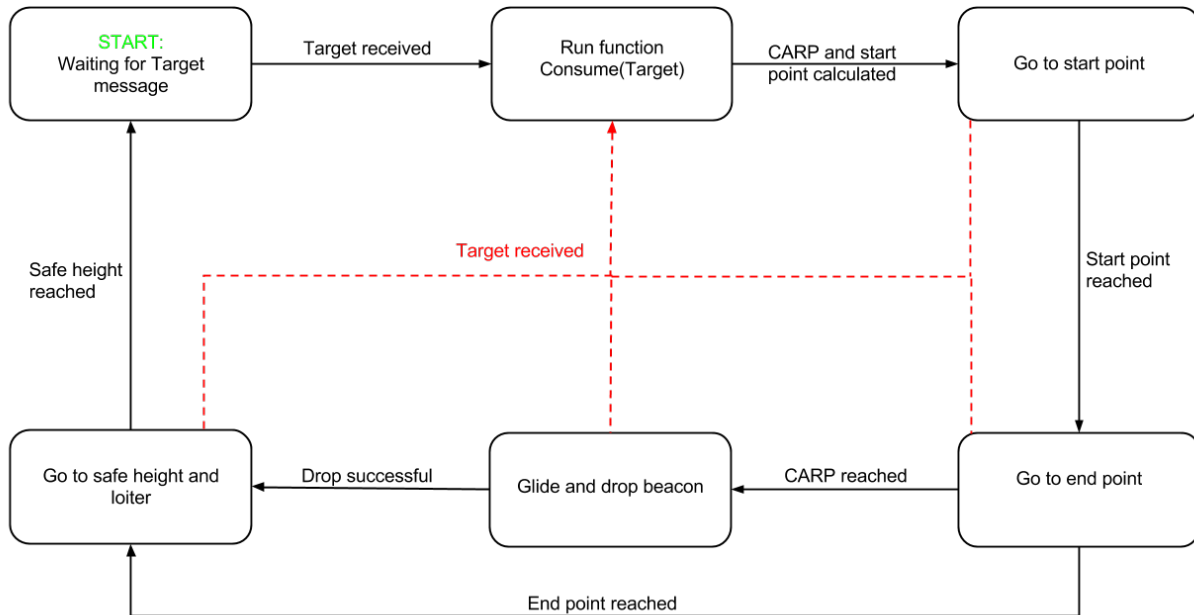 START:
Waiting for Target
message
Target received
Run function
Consume(Target)
CARP and start
point calculated
Go to start point
Safe height
reached
Target received
Start point
reached
Go to safe height and
loiter
Drop successful
Glide and drop beacon
CARP reached
Go to end point
End point reached